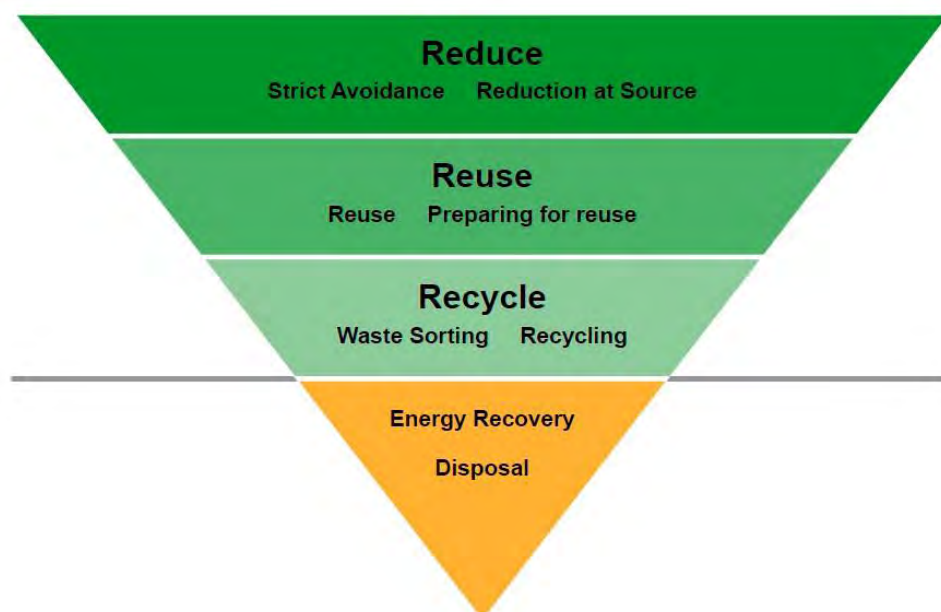 Reduce
Strict Avoidance Reduction at Source
Reuse
Reuse Preparing for reuse
Recycle
Waste Sorting Recycling
Energy Recovery
Disposal